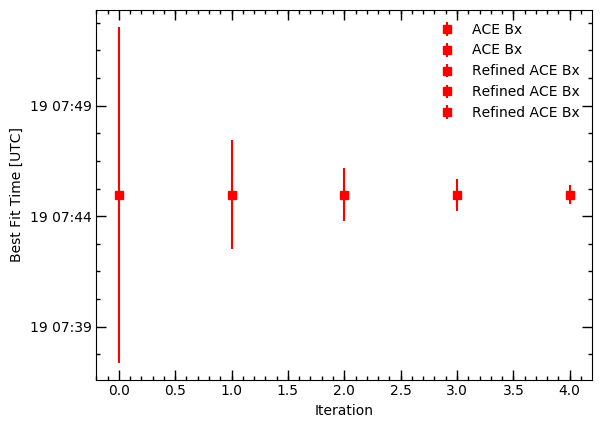 ACE Bx
ACE Bx
Refined ACE Bx
Refined ACE Bx
Refined ACE Bx
Best Fit Time [UTC]
19 07:49
19 07:44
19 07:39
0.0 0.5 1.0 1.5 2.0 2.5 3.0 3.5 4.0
Iteration